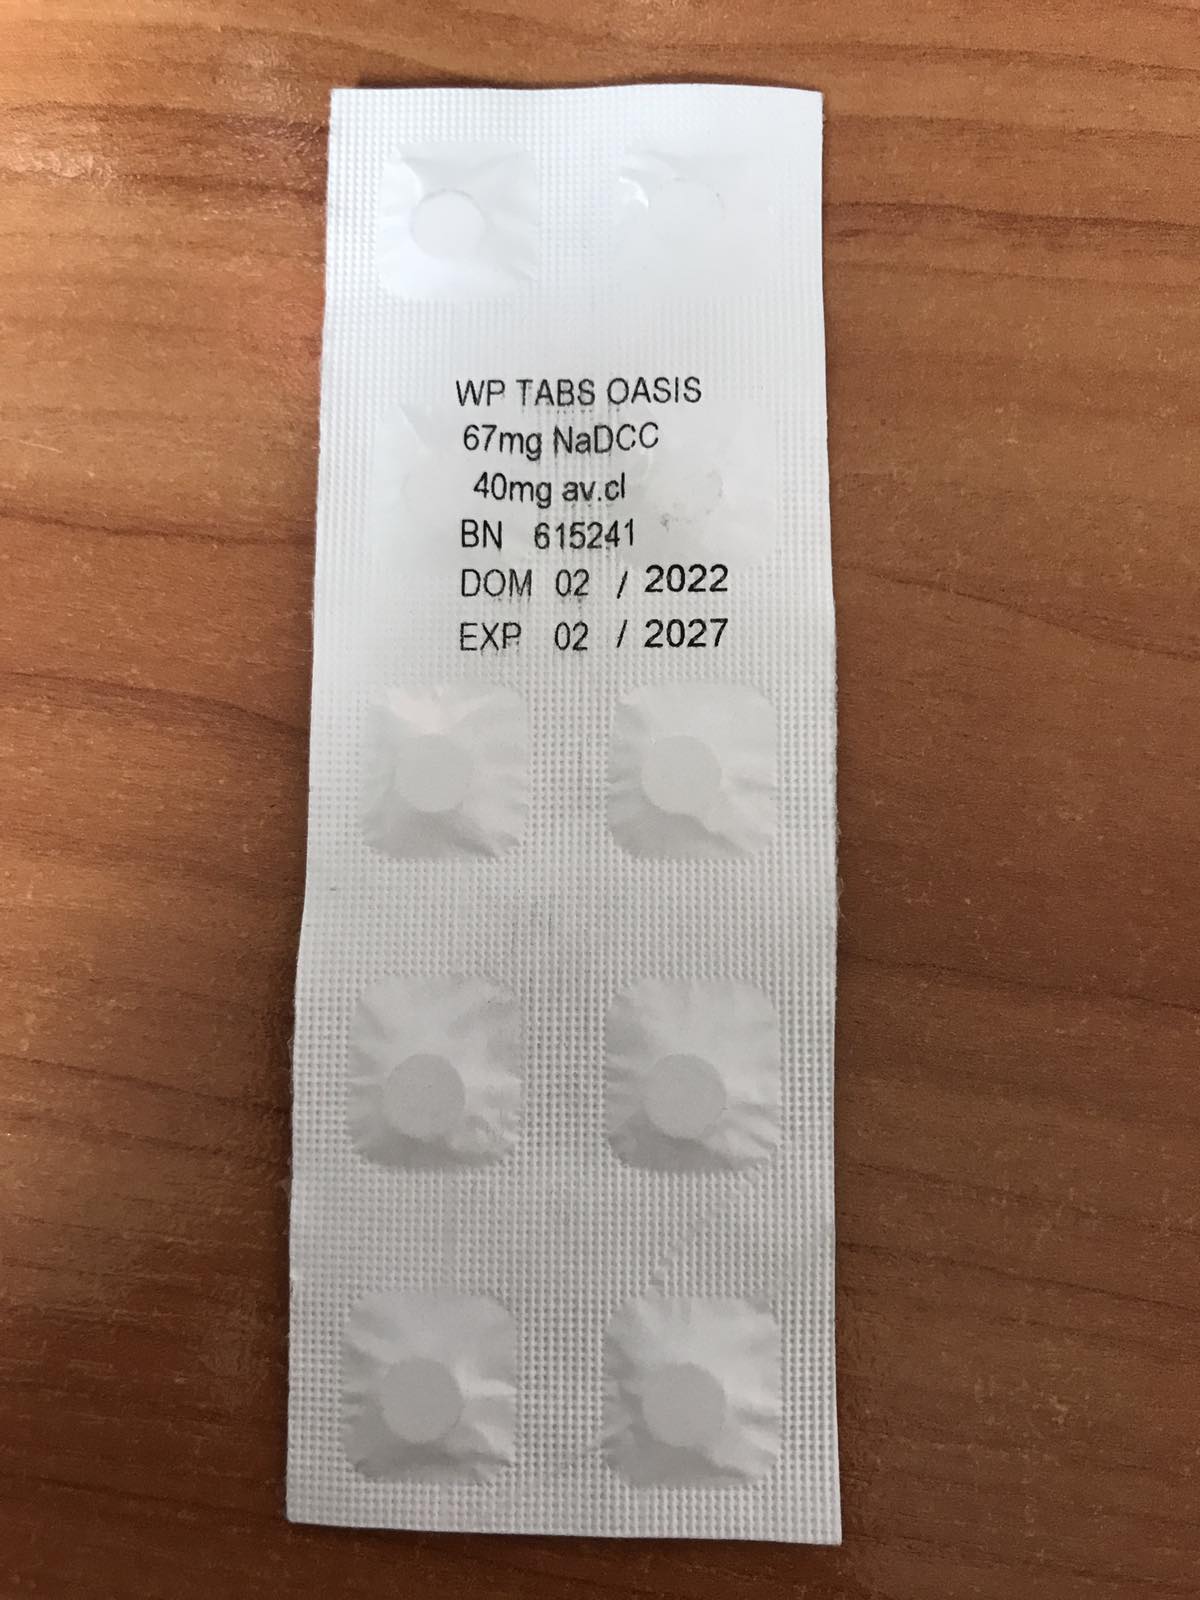 WP TABS OASIS
67mg NaDCC
40mg av.cl
BN 615241
DOM 02 / 2022
EXP 02 / 2027